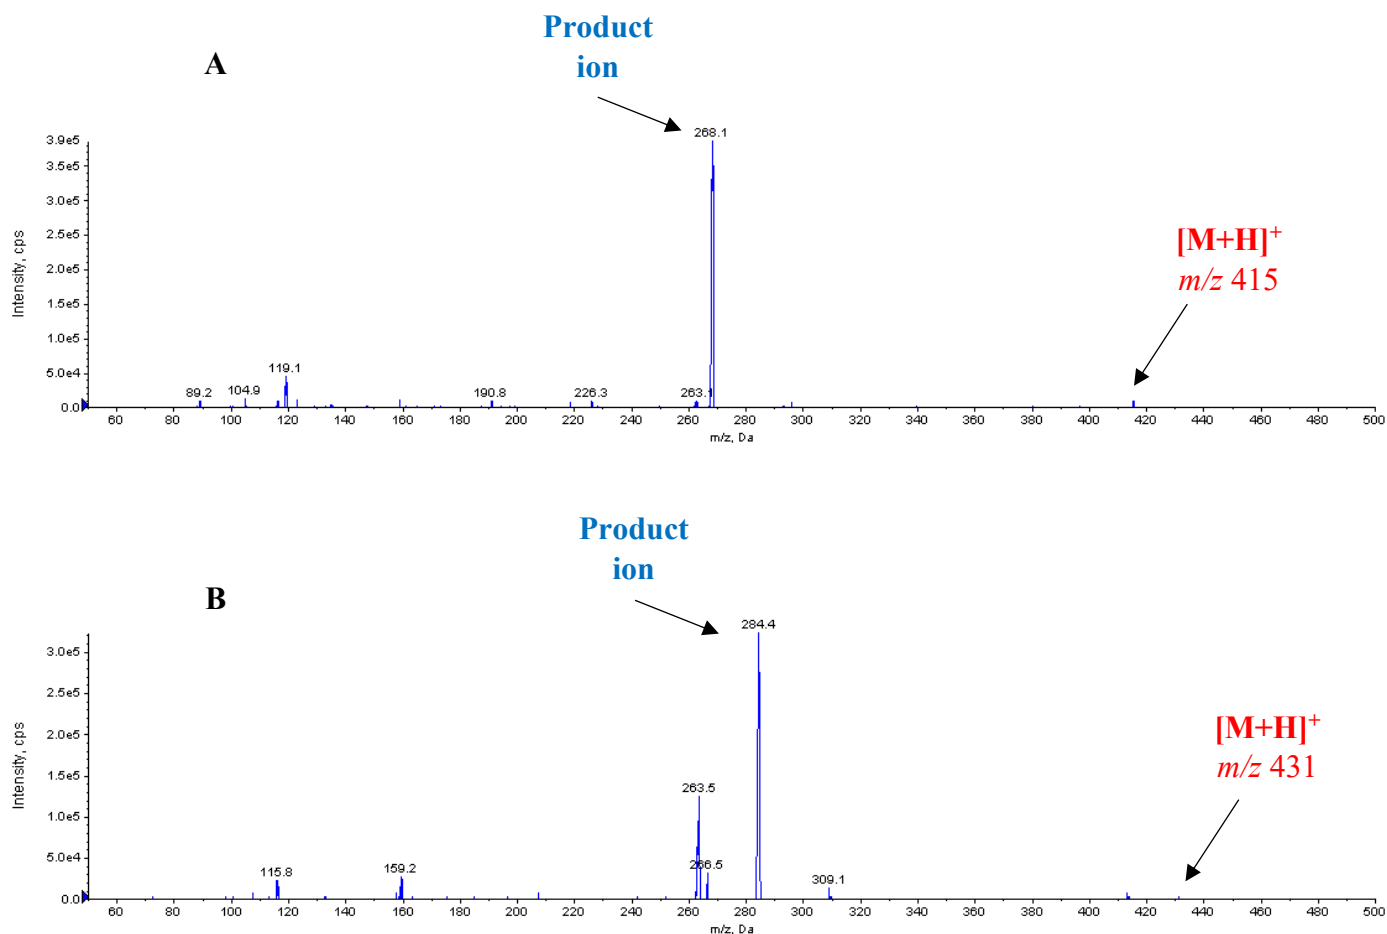 Product
ion
A
3.9e5
3.5e5
3.0e5
2.5e5
2.0e5
1.5e5
1.0e5
5.0e4
0.0
Intensity, cps
268.1
[M+H]+
m/z 415
119.1
89.2 104.9 190.8 226.3 263.1
60 80 100 120 140 160 180 200 220 240 260 280 300 320 340 360 380 400 420 440 460 480 500
m/z, Da
Product
ion
B
3.0e5
2.5e5
2.0e5
1.5e5
1.0e5
5.0e4
0.0
Intensity, cps
284.4
[M+H]+
m/z 431
263.5
266.5
115.8 159.2 309.1
60 80 100 120 140 160 180 200 220 240 260 280 300 320 340 360 380 400 420 440 460 480 500
m/z, Da